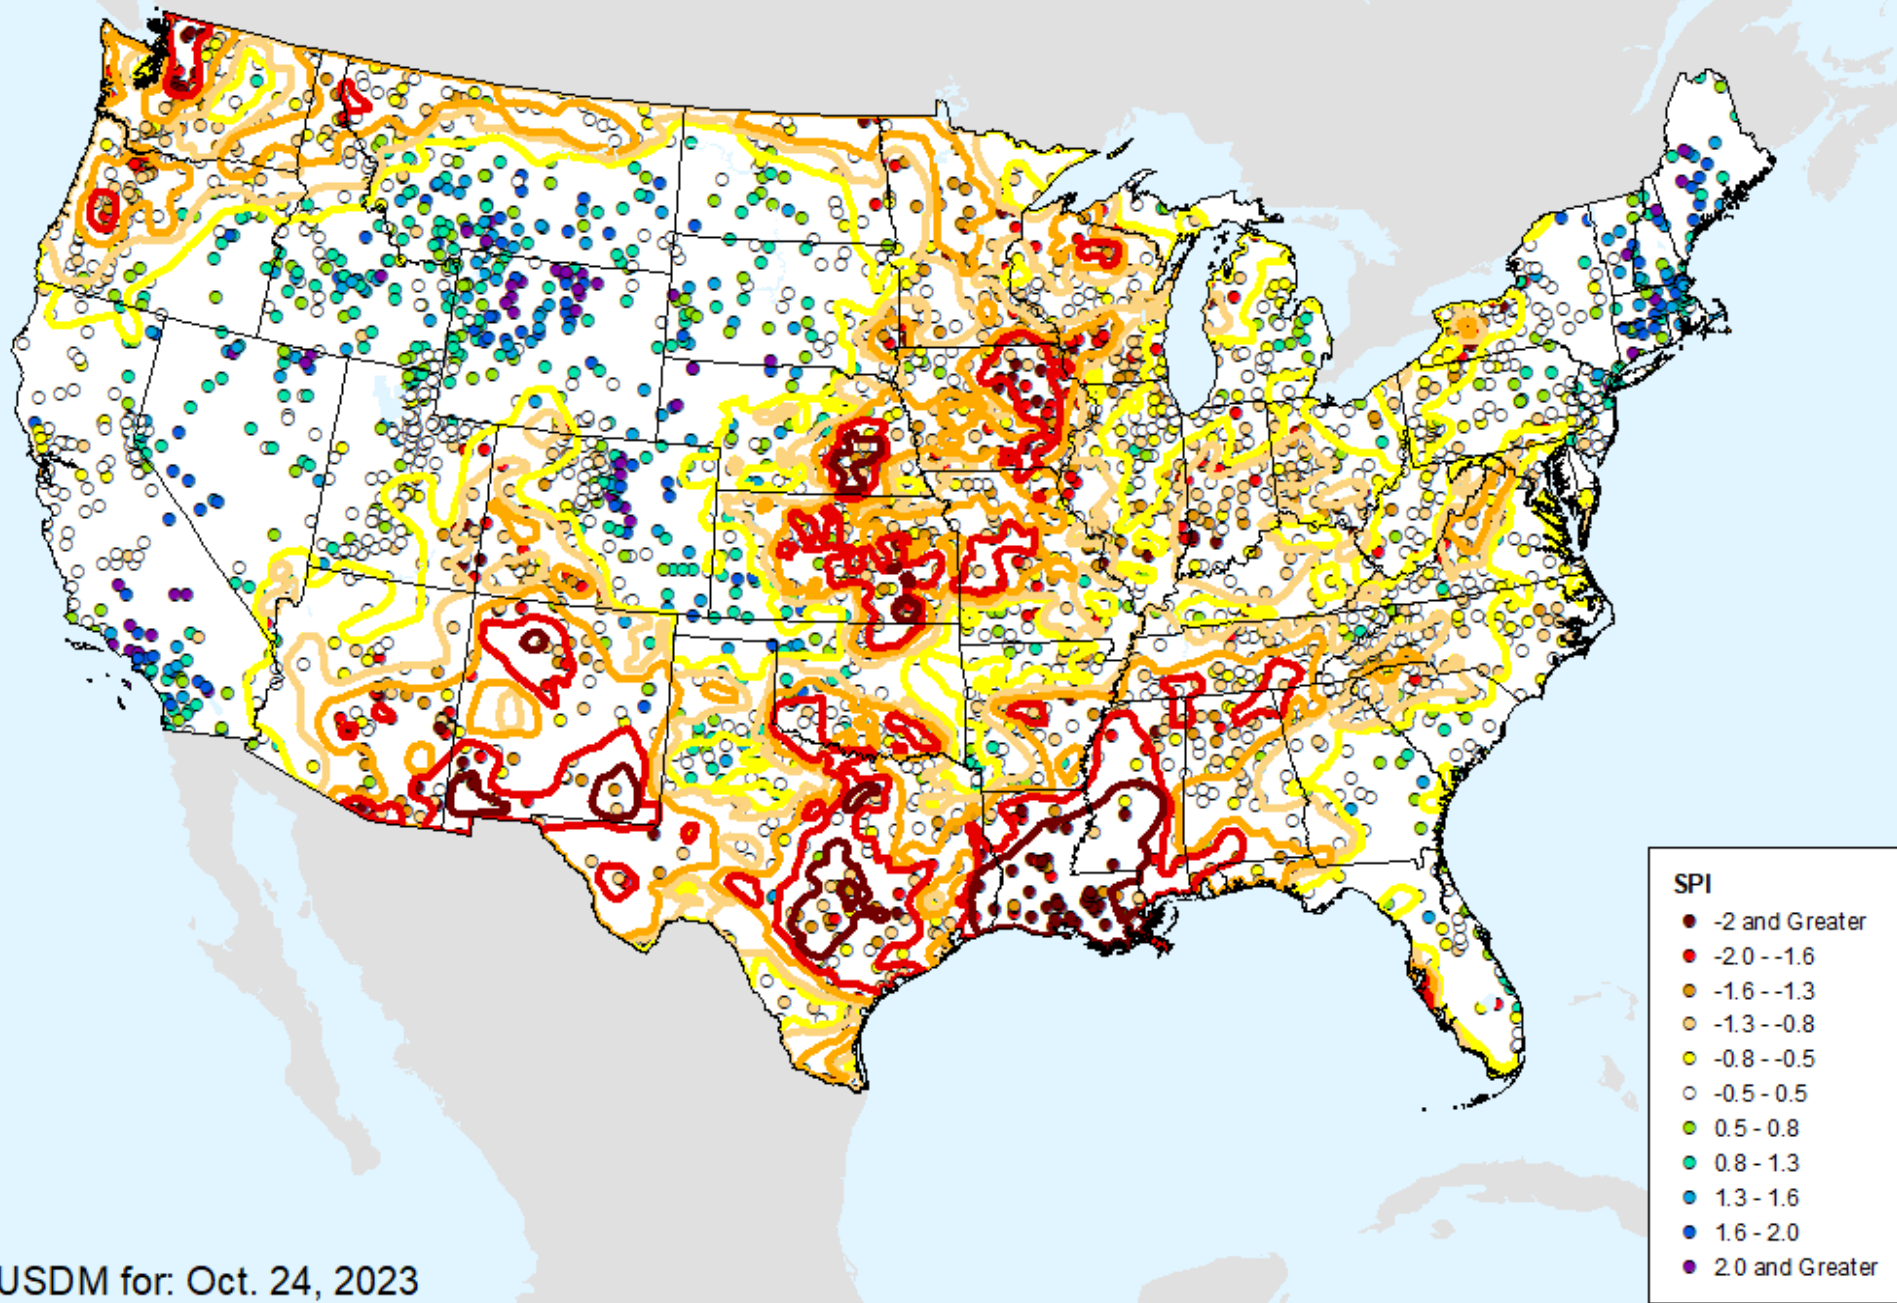 SPI
-2 and Greater
-2.0 - -1.6
-1.6 - -1.3
-1.3 - -0.8
-0.8 - -0.5
-0.5 - 0.5
0.5 - 0.8
0.8 - 1.3
1.3 - 1.6
1.6 - 2.0
2.0 and Greater
USDM for: Oct. 24, 2023